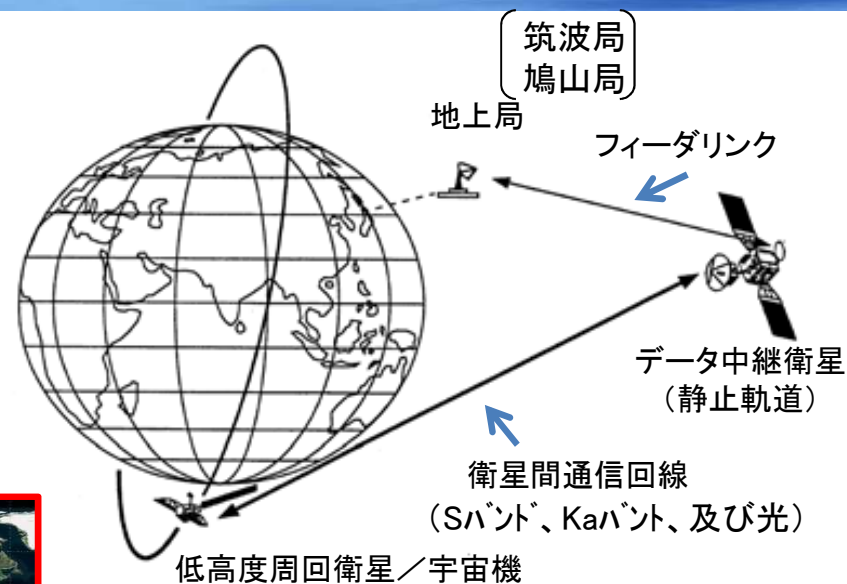 筑波局
鳩山局
地上局
フィーダリンク
データ中継衛星
（静止軌道）
衛星間通信回線
（Sﾊﾞﾝﾄﾞ、Kaﾊﾞﾝﾄ、及び光）
低高度周回衛星／宇宙機